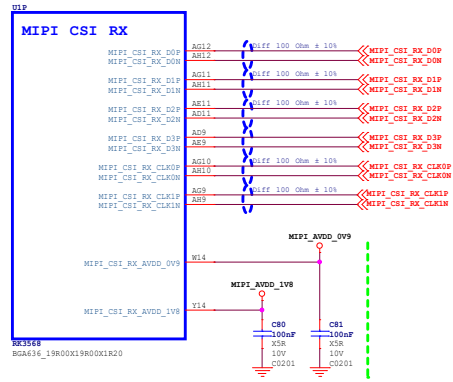 U1P
MIPI CSI RX
MIPI_CSI_RX_D0P AG12 Diff 100 Ohm ± 10% MIPI_CSI_RX_D0P
MIPI_CSI_RX_D0N AH12 MIPI_CSI_RX_D0N
MIPI_CSI_RX_D1P AG11 Diff 100 Ohm ± 10% MIPI_CSI_RX_D1P
MIPI_CSI_RX_D1N AH11 MIPI_CSI_RX_D1N
MIPI_CSI_RX_D2P AE11 Diff 100 Ohm ± 10% MIPI_CSI_RX_D2P
MIPI_CSI_RX_D2N AD11 MIPI_CSI_RX_D2N
MIPI_CSI_RX_D3P AD9 Diff 100 Ohm ± 10% MIPI_CSI_RX_D3P
MIPI_CSI_RX_D3N AE9 MIPI_CSI_RX_D3N
MIPI_CSI_RX_CLK0P AG10 Diff 100 Ohm ± 10% MIPI_CSI_RX_CLK0P
MIPI_CSI_RX_CLK0N AH10 MIPI_CSI_RX_CLK0N
MIPI_CSI_RX_CLK1P AG9 Diff 100 Ohm ± 10% MIPI_CSI_RX_CLK1P
MIPI_CSI_RX_CLK1N AH9 MIPI_CSI_RX_CLK1N
MIPI_AVDD_0V9
MIPI_CSI_RX_AVDD_0V9 W14
MIPI_AVDD_1V8
MIPI_CSI_RX_AVDD_1V8 Y14
C80 C81
100nF 100nF
X5R X5R
10V 10V
C0201 C0201
RK3568
BGA636_19R00X19R00X1R20